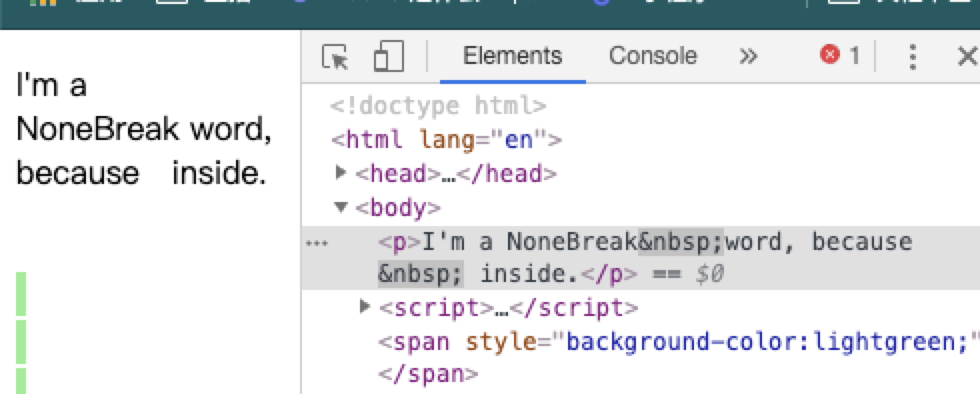 I'm a
NoneBreak word,
because   inside.
Elements
Console
1
<!doctype html>
<html lang="en">
<head>…</head>
<body>
<p>I'm a NoneBreak&nbsp;word, because
&nbsp; inside.</p> == $0
<script>…</script>
<span style="background-color:lightgreen;"
</span>